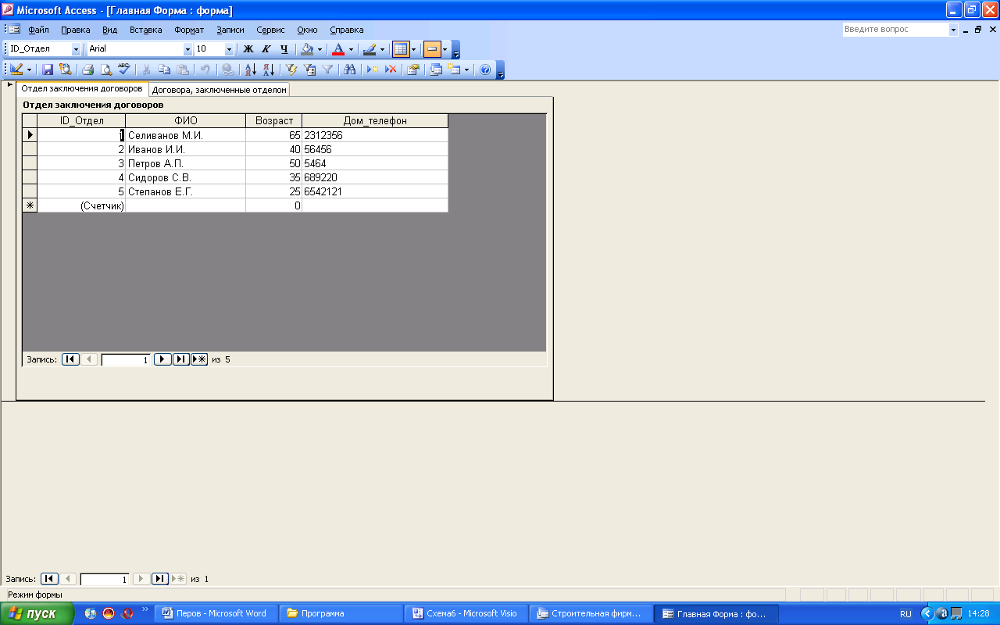 Microsoft Access - [Главная Форма : форма]
Файл Правка Вид Вставка Формат Записи Сервис Окно Справка Введите вопрос
ID_Отдел Arial 10 Ж К Ч А
Отдел заключения договоров Договора, заключенные отделом
Отдел заключения договоров
ID_Отдел ФИО Возраст Дом_телефон
1 Селиванов М.И. 65 2312356
2 Иванов И.И. 40 56456
3 Петров А.П. 50 5464
4 Сидоров С.В. 35 689220
5 Степанов Е.Г. 25 6542121
(Счетчик) 0
Запись: 1 из 5
Запись: 1 из 1
Режим формы
пуск Перов - Microsoft Word Программа Схема6 - Microsoft Visio Строительная фирм... Главная Форма : фо... RU 14:28